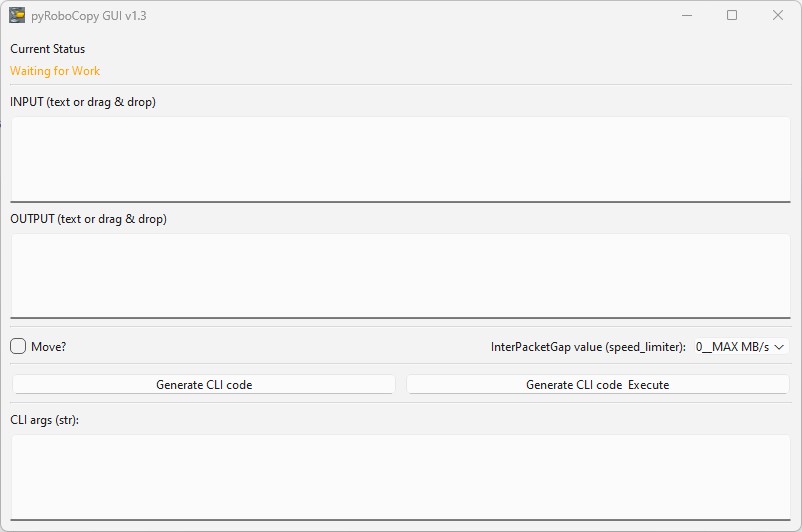 pyRoboCopy GUI v1.3
Current Status
Waiting for Work
INPUT (text or drag & drop)
OUTPUT (text or drag & drop)
Move? InterPacketGap value (speed_limiter): 0__MAX MB/s
Generate CLI code Generate CLI code  Execute
CLI args (str):